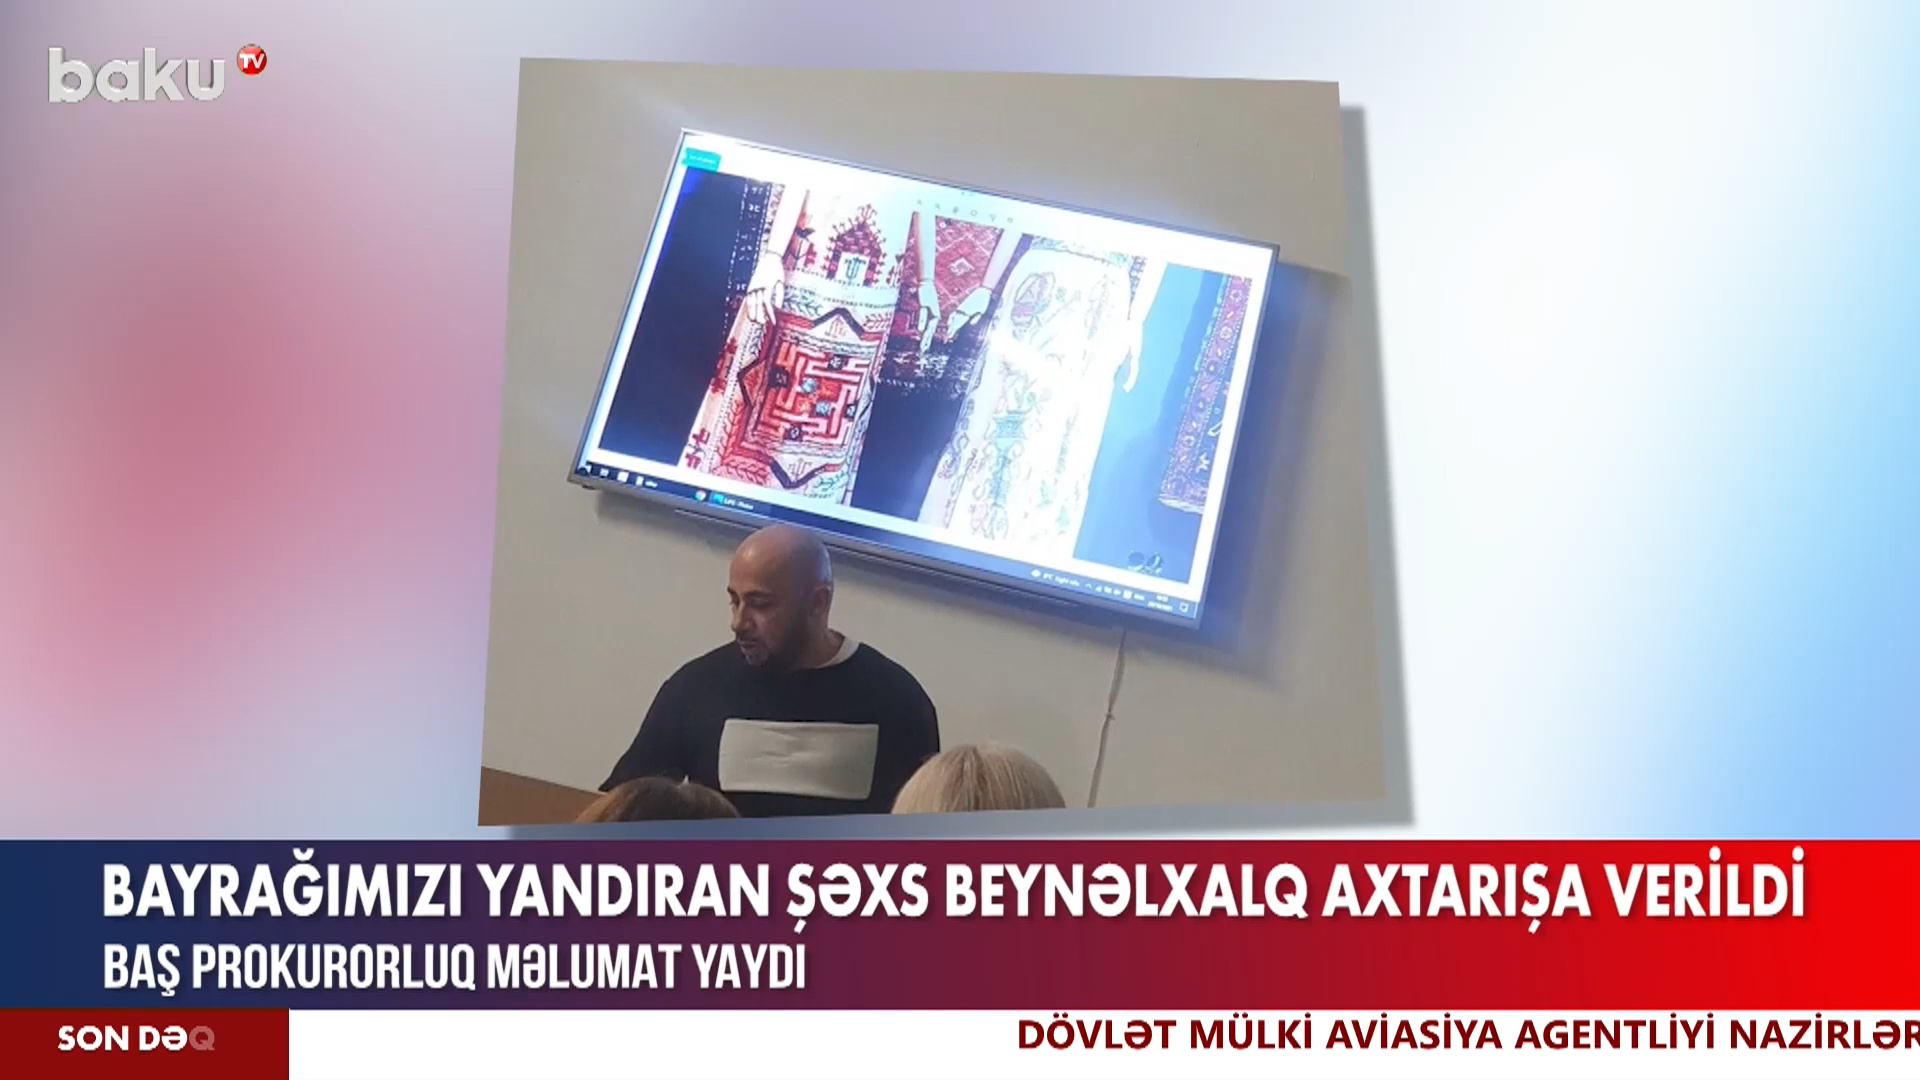 baku TV
BAYRAĞIMIZI YANDIRAN ŞƏXS BEYNƏLXALQ AXTARIŞA VERİLDİ
BAŞ PROKURORLUQ MƏLUMAT YAYDI
SON DƏQ
DÖVLƏT MÜLKİ AVİASİYA AGENTLİYİ NAZİRLƏR